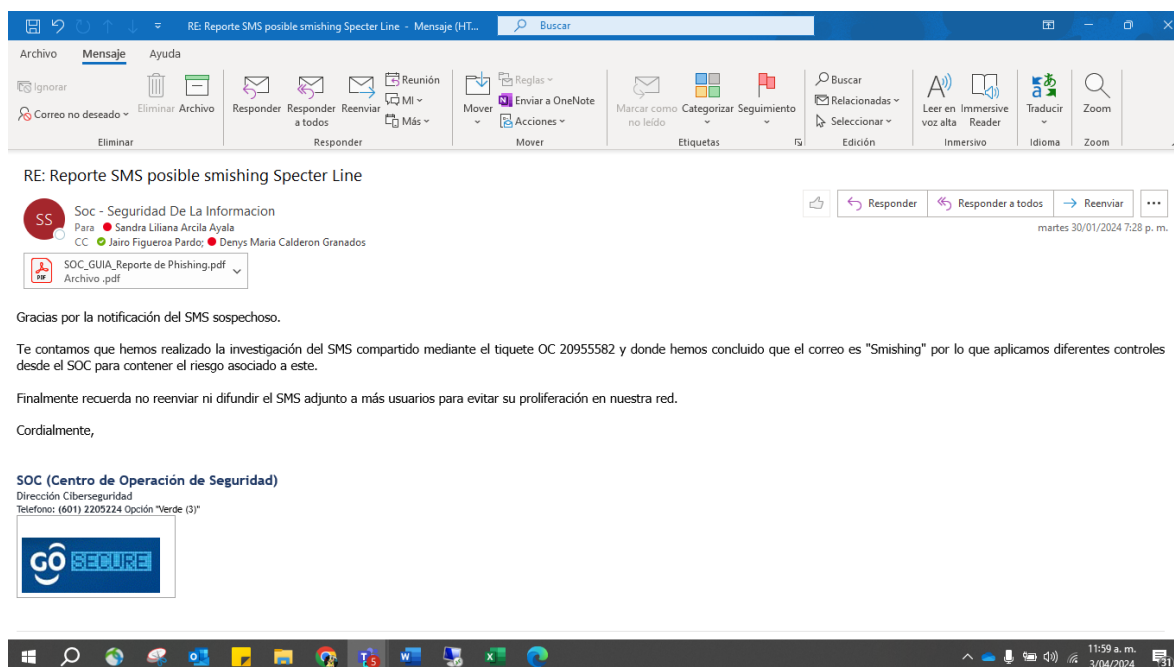 RE: Reporte SMS posible smishing Specter Line - Mensaje (HT...
Buscar
Archivo Mensaje Ayuda
Ignorar
Correo no deseado
Eliminar
Archivo
Eliminar
Responder
Responder a todos
Reenviar
Reunión
MI
Más
Responder
Mover
Reglas
Enviar a OneNote
Acciones
Mover
Marcar como no leído
Categorizar
Seguimiento
Etiquetas
Buscar
Relacionadas
Seleccionar
Edición
Leer en voz alta
Immersive Reader
Inmersivo
Traducir
Idioma
Zoom
Zoom
RE: Reporte SMS posible smishing Specter Line
SS
Soc - Seguridad De La Informacion
Para Sandra Liliana Arcila Ayala
CC Jairo Figueroa Pardo; Denys Maria Calderon Granados
Responder
Responder a todos
Reenviar
martes 30/01/2024 7:28 p. m.
PDF
SOC_GUIA_Reporte de Phishing.pdf
Archivo .pdf
Gracias por la notificación del SMS sospechoso.
Te contamos que hemos realizado la investigación del SMS compartido mediante el tiquete OC 20955582 y donde hemos concluido que el correo es "Smishing" por lo que aplicamos diferentes controles
desde el SOC para contener el riesgo asociado a este.
Finalmente recuerda no reenviar ni difundir el SMS adjunto a más usuarios para evitar su proliferación en nuestra red.
Cordialmente,
SOC (Centro de Operación de Seguridad)
Dirección Ciberseguridad
Telefono: (601) 2205224 Opción "Verde (3)"
GO SECURE
11:59 a. m.
3/04/2024